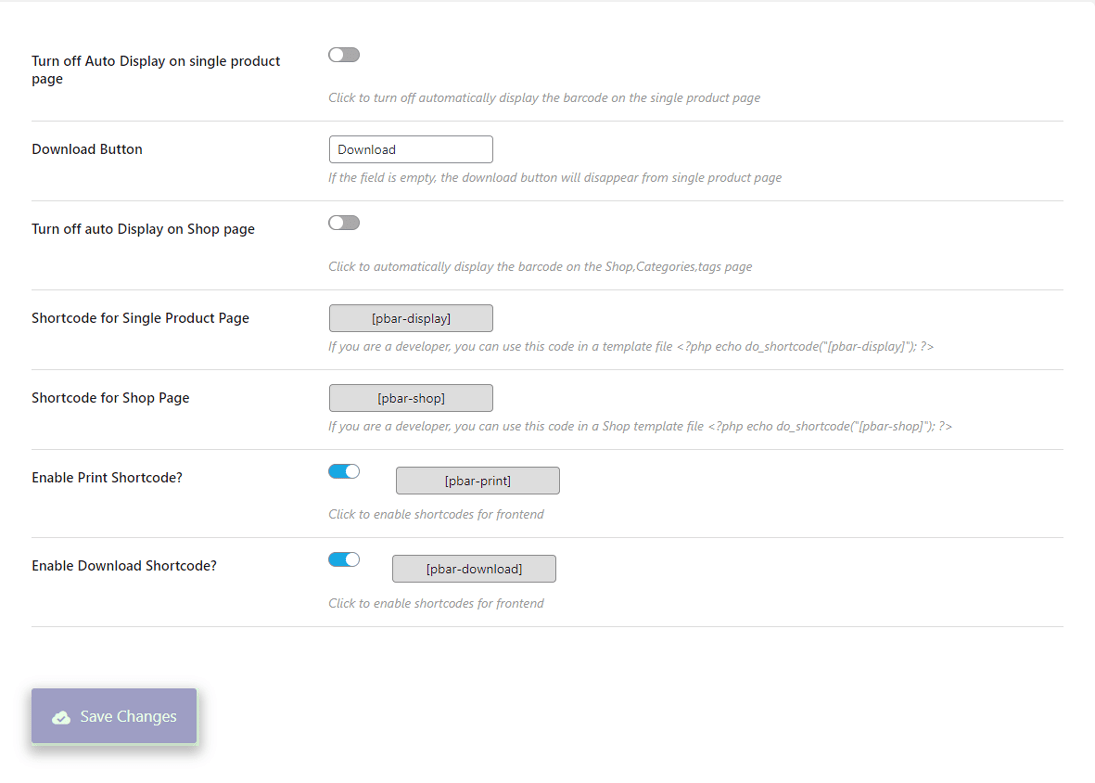 Turn off Auto Display on single product
page
Click to turn off automatically display the barcode on the single product page
Download Button
Download
If the field is empty, the download button will disappear from single product page
Turn off auto Display on Shop page
Click to automatically display the barcode on the Shop,Categories,tags page
Shortcode for Single Product Page
[pbar-display]
If you are a developer, you can use this code in a template file <?php echo do_shortcode("[pbar-display]"); ?>
Shortcode for Shop Page
[pbar-shop]
If you are a developer, you can use this code in a Shop template file <?php echo do_shortcode("[pbar-shop]"); ?>
Enable Print Shortcode?
[pbar-print]
Click to enable shortcodes for frontend
Enable Download Shortcode?
[pbar-download]
Click to enable shortcodes for frontend
Save Changes